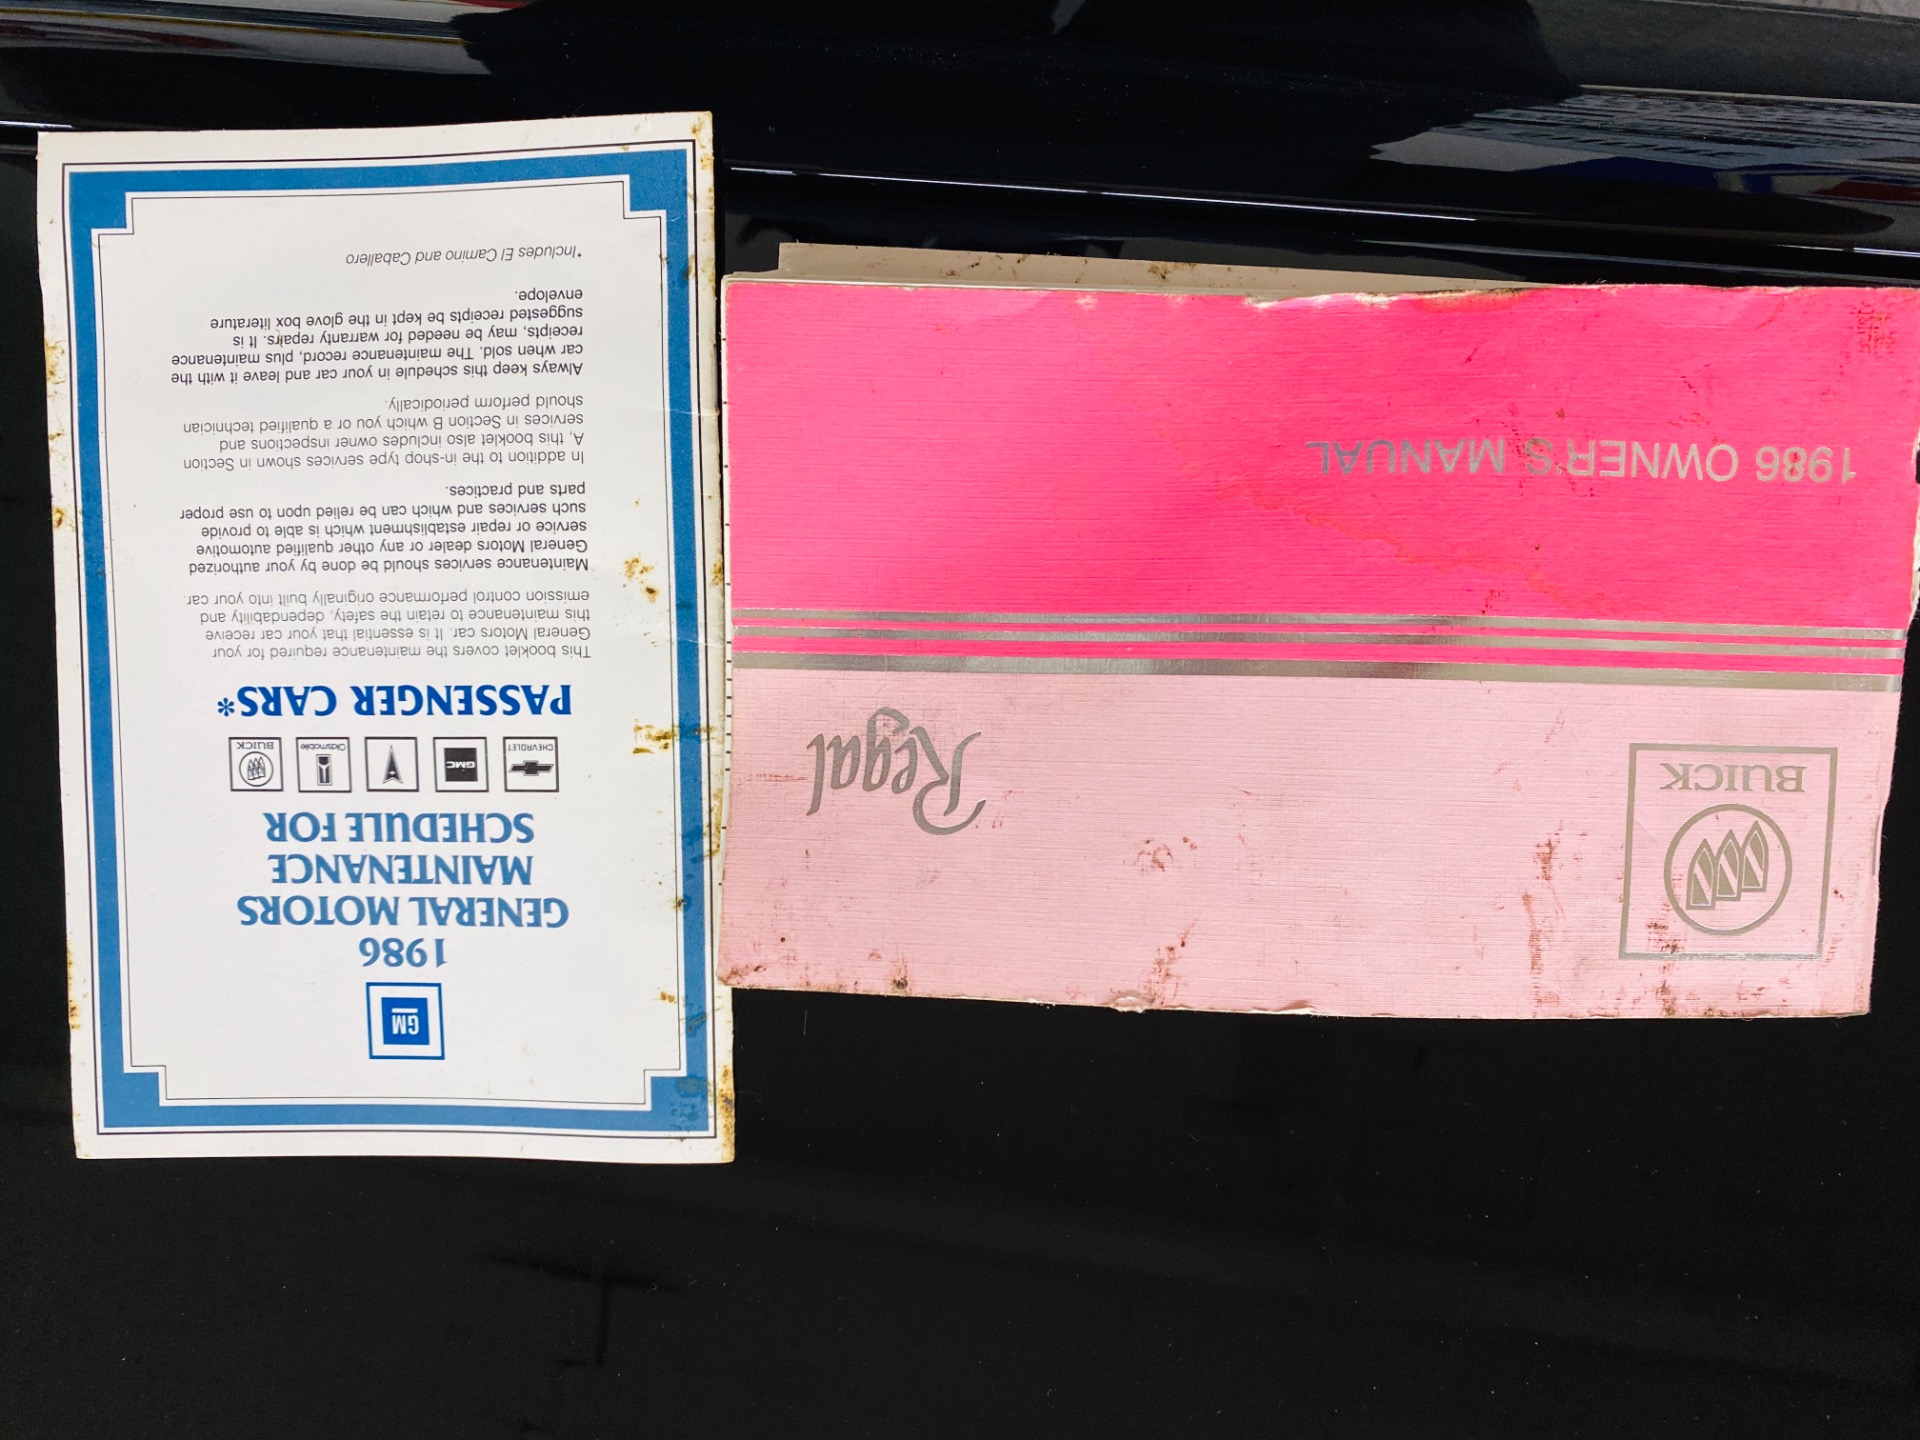 GM
1986
GENERAL MOTORS
MAINTENANCE
SCHEDULE FOR
CHEVROLET
GMC
Oldsmobile
BUICK
PASSENGER CARS*
This booklet covers the maintenance required for your
General Motors car. It is essential that your car receive
this maintenance to retain the safety, dependability and
emission control performance originally built into your car.
Maintenance services should be done by your authorized
General Motors dealer or any other qualified automotive
service or repair establishment which is able to provide
such services and which can be relied upon to use proper
parts and practices.
In addition to the in-shop type services shown in Section
A, this booklet also includes owner inspections and
services in Section B which you or a qualified technician
should perform periodically.
Always keep this schedule in your car and leave it with the
car when sold. The maintenance record, plus maintenance
receipts, may be needed for warranty repairs. It is
suggested receipts be kept in the glove box literature
envelope.
*Includes El Camino and Caballero
BUICK
Regal
1986 OWNER'S MANUAL